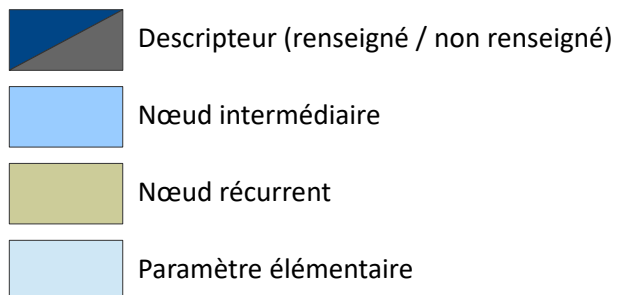 Descripteur (renseigné / non renseigné)
Nœud intermédiaire
Nœud récurrent
Paramètre élémentaire